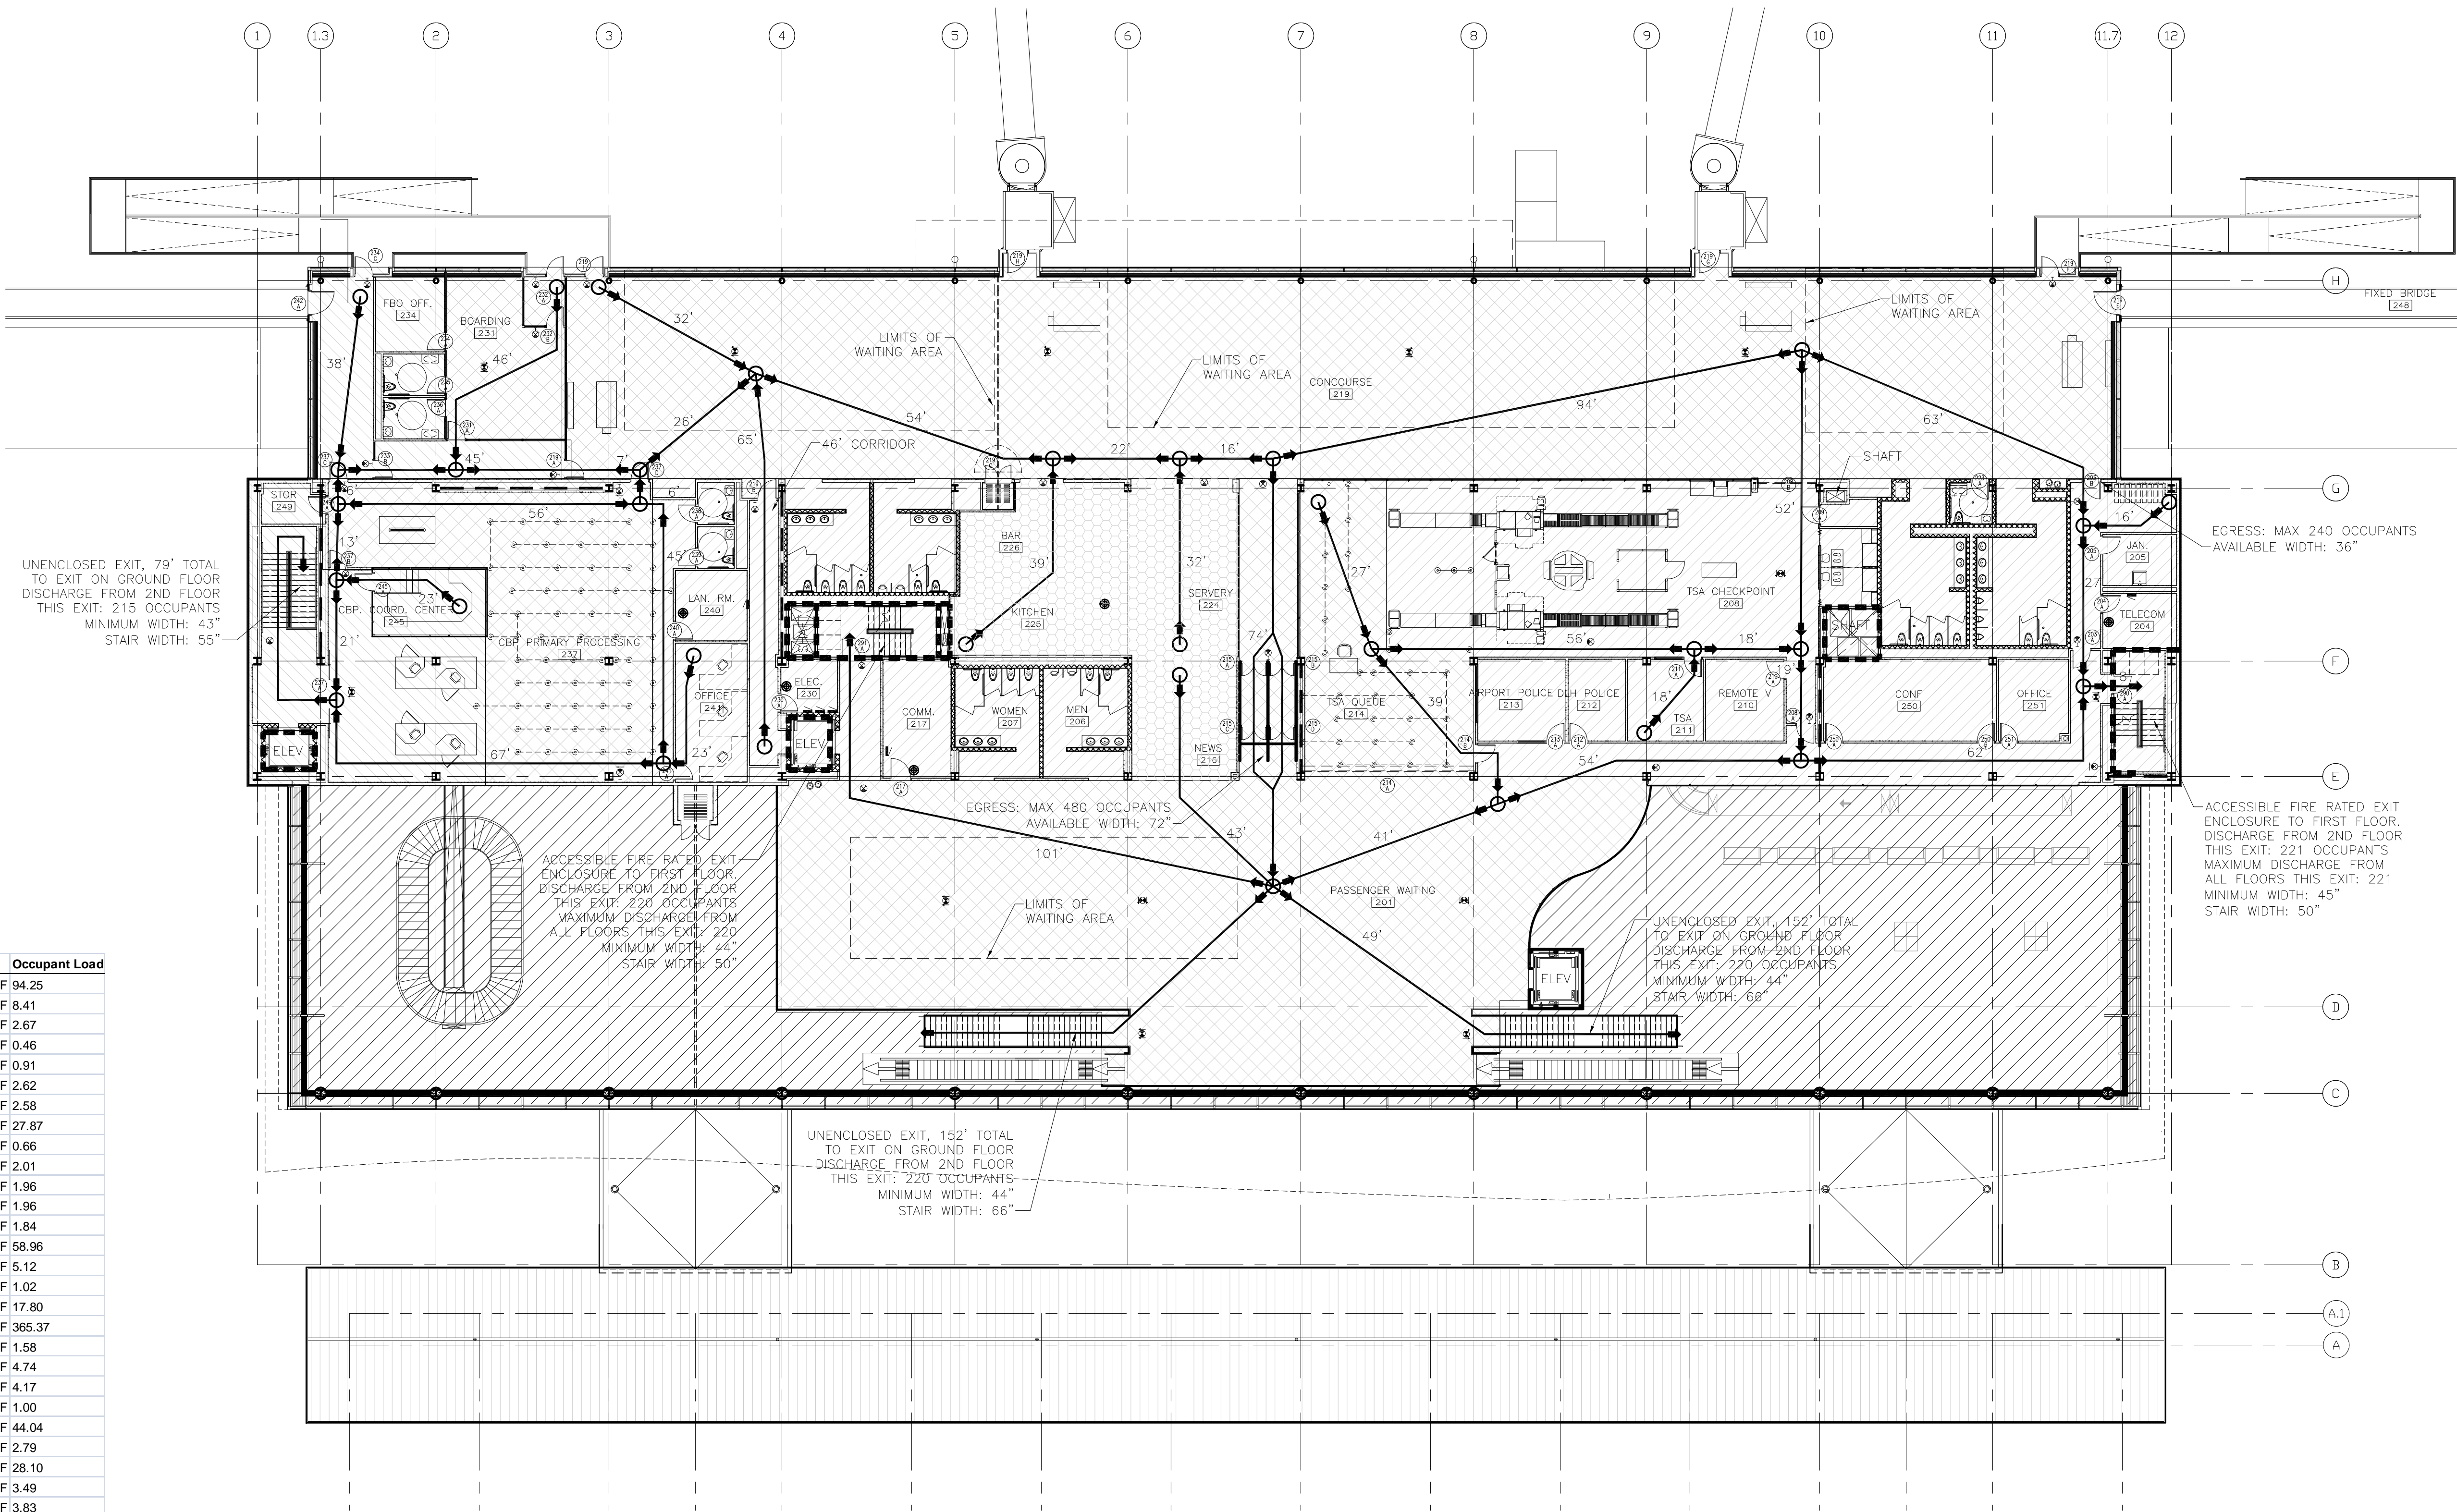 1
1.3
2
3
4
5
6
7
8
9
10
11
11.7
12
H
G
F
E
D
C
B
A.1
A
FIXED BRIDGE
248
FBO OFF.
234
BOARDING
231
46'
38'
32'
26'
65'
54'
45'
7'
46' CORRIDOR
LIMITS OF
WAITING AREA
LIMITS OF
WAITING AREA
CONCOURSE
219
LIMITS OF
WAITING AREA
94'
63'
22'
16'
SHAFT
STOR
249
6'
6'
56'
13'
45'
UNENCLOSED EXIT, 79' TOTAL
TO EXIT ON GROUND FLOOR
DISCHARGE FROM 2ND FLOOR
THIS EXIT: 215 OCCUPANTS
MINIMUM WIDTH: 43"
STAIR WIDTH: 55"
23'
CBP. COORD. CENTER
245
CBP PRIMARY PROCESSING
237
21'
67'
23'
ELEV
LAN. RM.
240
OFFICE
241
ELEC.
230
ELEV
COMM.
217
BAR
226
39'
KITCHEN
225
32'
SERVERY
224
WOMEN
207
MEN
206
NEWS
216
74'
27'
TSA QUEUE
214
39'
TSA CHECKPOINT
208
56'
18'
52'
19'
18'
AIRPORT POLICE
213
DLH POLICE
212
TSA
211
REMOTE V
210
SHAFT
CONF
250
OFFICE
251
62'
54'
16'
27'
8'
JAN.
205
TELECOM
204
EGRESS: MAX 240 OCCUPANTS
AVAILABLE WIDTH: 36"
EGRESS: MAX 480 OCCUPANTS
AVAILABLE WIDTH: 72"
43'
41'
101'
49'
ACCESSIBLE FIRE RATED EXIT
ENCLOSURE TO FIRST FLOOR.
DISCHARGE FROM 2ND FLOOR
THIS EXIT: 220 OCCUPANTS
MAXIMUM DISCHARGE FROM
ALL FLOORS THIS EXIT: 220
MINIMUM WIDTH: 44"
STAIR WIDTH: 50"
LIMITS OF
WAITING AREA
PASSENGER WAITING
201
ELEV
UNENCLOSED EXIT, 152' TOTAL
TO EXIT ON GROUND FLOOR
DISCHARGE FROM 2ND FLOOR
THIS EXIT: 220 OCCUPANTS
MINIMUM WIDTH: 44"
STAIR WIDTH: 66"
ACCESSIBLE FIRE RATED EXIT
ENCLOSURE TO FIRST FLOOR.
DISCHARGE FROM 2ND FLOOR
THIS EXIT: 221 OCCUPANTS
MAXIMUM DISCHARGE FROM
ALL FLOORS THIS EXIT: 221
MINIMUM WIDTH: 45"
STAIR WIDTH: 50"
UNENCLOSED EXIT, 152' TOTAL
TO EXIT ON GROUND FLOOR
DISCHARGE FROM 2ND FLOOR
THIS EXIT: 220 OCCUPANTS
MINIMUM WIDTH: 44"
STAIR WIDTH: 66"
Occupant Load
F 94.25
F 8.41
F 2.67
F 0.46
F 0.91
F 2.62
F 2.58
F 27.87
F 0.66
F 2.01
F 1.96
F 1.96
F 1.84
F 58.96
F 5.12
F 1.02
F 17.80
F 365.37
F 1.58
F 4.74
F 4.17
F 1.00
F 44.04
F 2.79
F 28.10
F 3.49
F 3.83